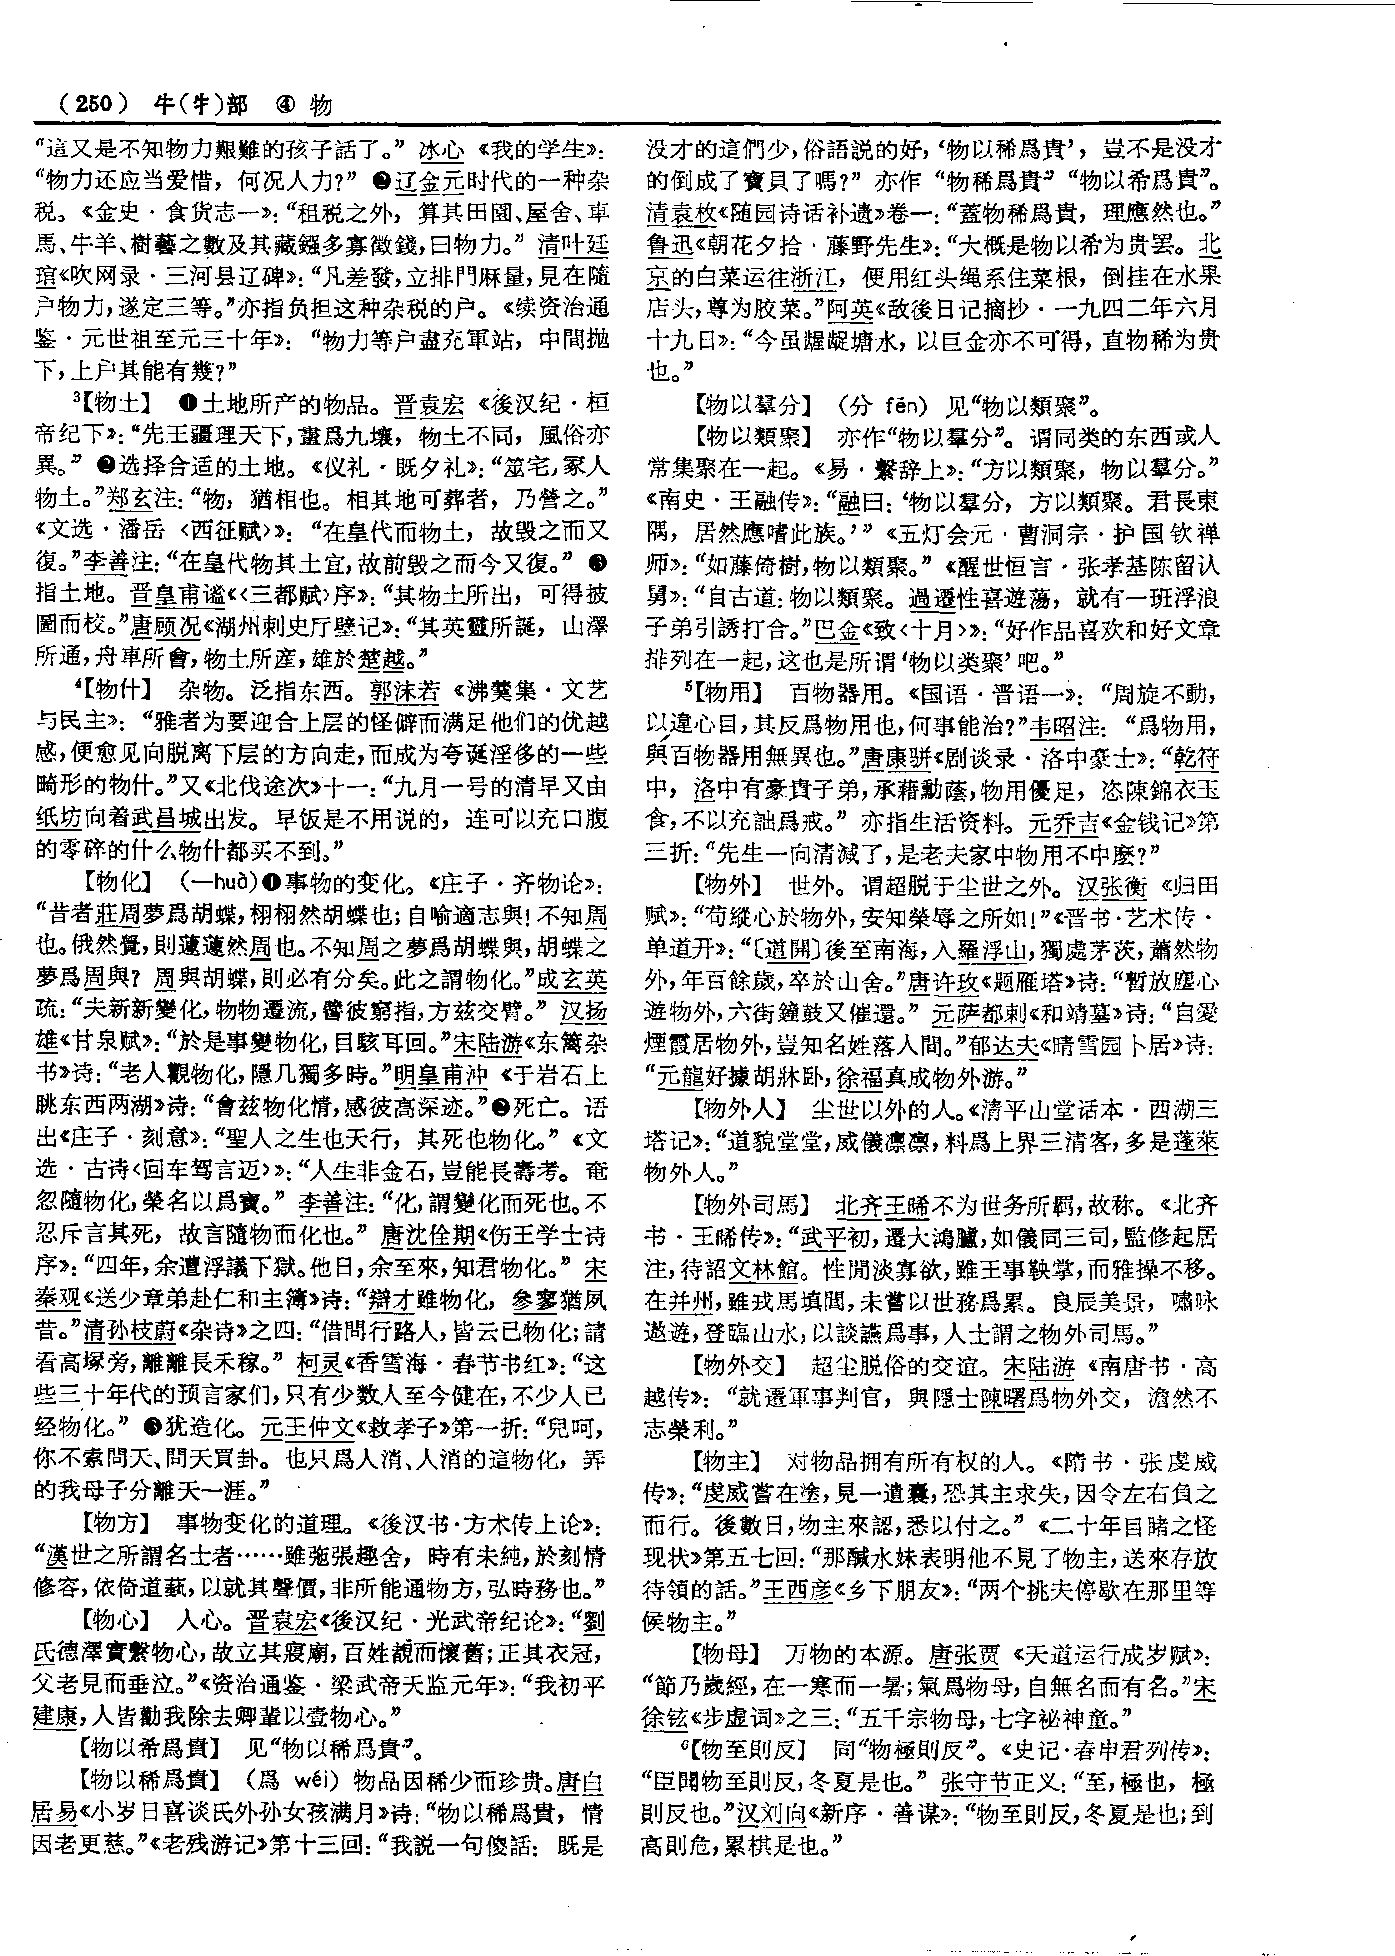 （250） 牛（牜）部 ④ 物
“這又是不知物力艱難的孩子話了。”冰心《我的学生》：
“物力还应当爱惜，何况人力？” ❷辽金元时代的一种杂
税。《金史·食货志一》：“租税之外，算其田園、屋舍、車
馬、牛羊、樹藝之數及其藏鏹多寡徵錢，曰物力。”清叶廷
琯《吹网录·三河县辽碑》：“凡差發，立排門麻量，見在隨
户物力，遂定三等。”亦指负担这种杂税的户。《续资治通
鉴·元世祖至元三十年》：“物力等户盡充軍站，中間抛
下，上户其能有幾？”
³【物土】 ❶土地所产的物品。晋袁宏《後汉纪·桓
帝纪下》：“先王疆理天下，畫爲九壤，物土不同，風俗亦
異。” ❷选择合适的土地。《仪礼·既夕礼》：“筮宅，冢人
物土。”郑玄注：“物，猶相也。相其地可葬者，乃營之。”
《文选·潘岳〈西征赋〉》：“在皇代而物土，故毁之而又
復。”李善注：“在皇代物其土宜，故前毁之而今又復。” ❸
指土地。晋皇甫谧《〈三都赋〉序》：“其物土所出，可得披
圖而校。”唐顾况《湖州刺史厅壁记》：“其英靈所誕，山澤
所通，舟車所會，物土所産，雄於楚越。”
⁴【物什】 杂物。泛指东西。郭沫若《沸羹集·文艺
与民主》：“雅者为要迎合上层的怪僻而满足他们的优越
感，便愈见向脱离下层的方向走，而成为夸诞淫侈的一些
畸形的物什。”又《北伐途次》十一：“九月一号的清早又由
纸坊向着武昌城出发。早饭是不用说的，连可以充口腹
的零碎的什么物什都买不到。”
【物化】（—huà）❶事物的变化。《庄子·齐物论》：
“昔者莊周夢爲胡蝶，栩栩然胡蝶也；自喻適志與！不知周
也。俄然覺，則蘧蘧然周也。不知周之夢爲胡蝶與，胡蝶之
夢爲周與？周與胡蝶，則必有分矣。此之謂物化。”成玄英
疏：“夫新新變化，物物遷流，譬彼窮指，方兹交臂。”汉扬
雄《甘泉赋》：“於是事變物化，目駭耳回。”宋陆游《东篱杂
书》诗：“老人觀物化，隱几獨多時。”明皇甫冲《于岩石上
眺东西两湖》诗：“會兹物化情，感彼高深迹。”❷死亡。语
出《庄子·刻意》：“聖人之生也天行，其死也物化。”《文
选·古诗〈回车驾言迈〉》：“人生非金石，豈能長壽考。奄
忽隨物化，榮名以爲寶。”李善注：“化，謂變化而死也。不
忍斥言其死，故言隨物而化也。”唐沈佺期《伤王学士诗
序》：“四年，余遭浮議下獄。他日，余至來，知君物化。”宋
秦观《送少章弟赴仁和主簿》诗：“辯才雖物化，參寥猶夙
昔。”清孙枝蔚《杂诗》之四：“借問行路人，皆云已物化；請
看高塚旁，離離長禾稼。”柯灵《香雪海·春节书红》：“这
些三十年代的预言家们，只有少数人至今健在，不少人已
经物化。” ❸犹造化。元王仲文《救孝子》第一折：“兒呵，
你不索問天、問天買卦。也只爲人消、人消的這物化，弄
的我母子分離天一涯。”
【物方】 事物变化的道理。《後汉书·方术传上论》：
“漢世之所謂名士者……雖弛張趣舍，時有未純，於刻情
修容，依倚道藝，以就其聲價，非所能通物方，弘時務也。”
【物心】 人心。晋袁宏《後汉纪·光武帝纪论》：“劉
氏德澤實繫物心，故立其寢廟，百姓覩而懷舊；正其衣冠，
父老見而垂泣。”《资治通鉴·梁武帝天监元年》：“我初平
建康，人皆勸我除去卿輩以壹物心。”
【物以希爲貴】 见“物以稀爲貴”。
【物以稀爲貴】（爲 wéi）物品因稀少而珍贵。唐白
居易《小岁日喜谈氏外孙女孩满月》诗：“物以稀爲貴，情
因老更慈。”《老残游记》第十三回：“我説一句傻話：既是
没才的這們少，俗語説的好，‘物以稀爲貴’，豈不是没才
的倒成了寶貝了嗎？”亦作“物稀爲貴”“物以希爲貴”。
清袁枚《随园诗话补遗》卷一：“蓋物稀爲貴，理應然也。”
鲁迅《朝花夕拾·藤野先生》：“大概是物以希为贵罢。北
京的白菜运往浙江，便用红头绳系住菜根，倒挂在水果
店头，尊为胶菜。”阿英《敌後日记摘抄·一九四二年六月
十九日》：“今虽龌龊塘水，以巨金亦不可得，直物稀为贵
也。”
【物以羣分】（分 fēn）见“物以類聚”。
【物以類聚】 亦作“物以羣分”。谓同类的东西或人
常集聚在一起。《易·繫辞上》：“方以類聚，物以羣分。”
《南史·王融传》：“融曰：‘物以羣分，方以類聚。君長東
隅，居然應嗜此族。’”《五灯会元·曹洞宗·护国钦禅
师》：“如藤倚樹，物以類聚。”《醒世恒言·张孝基陈留认
舅》：“自古道：物以類聚。過遷性喜遊蕩，就有一班浮浪
子弟引誘打合。”巴金《致〈十月〉》：“好作品喜欢和好文章
排列在一起，这也是所谓‘物以类聚’吧。”
⁵【物用】 百物器用。《国语·晋语一》：“周旋不動，
以違心目，其反爲物用也，何事能治？”韦昭注：“爲物用，
與百物器用無異也。”唐康骈《剧谈录·洛中豪士》：“乾符
中，洛中有豪貴子弟，承藉勳蔭，物用優足，恣陳錦衣玉
食，不以充詘爲戒。”亦指生活资料。元乔吉《金钱记》第
三折：“先生一向清減了，是老夫家中物用不中麽？”
【物外】 世外。谓超脱于尘世之外。汉张衡《归田
赋》：“苟縱心於物外，安知榮辱之所如！”《晋书·艺术传·
单道开》：“〔道開〕後至南海，入羅浮山，獨處茅茨，蕭然物
外，年百餘歲，卒於山舍。”唐许玫《题雁塔》诗：“暫放塵心
遊物外，六街鐘鼓又催還。”元萨都剌《和靖墓》诗：“自愛
煙霞居物外，豈知名姓落人間。”郁达夫《晴雪园卜居》诗：
“元龍好據胡牀卧，徐福真成物外游。”
【物外人】 尘世以外的人。《清平山堂话本·西湖三
塔记》：“道貌堂堂，威儀凛凛，料爲上界三清客，多是蓬萊
物外人。”
【物外司馬】 北齐王晞不为世务所羁，故称。《北齐
书·王晞传》：“武平初，遷大鴻臚，加儀同三司，監修起居
注，待詔文林館。性閒淡寡欲，雖王事鞅掌，而雅操不移。
在并州，雖戎馬填閭，未嘗以世務爲累。良辰美景，嘯咏
遨遊，登臨山水，以談讌爲事，人士謂之物外司馬。”
【物外交】 超尘脱俗的交谊。宋陆游《南唐书·高
越传》：“就遷軍事判官，與隱士陳曙爲物外交，澹然不
志榮利。”
【物主】 对物品拥有所有权的人。《隋书·张虔威
传》：“虔威嘗在塗，見一遺囊，恐其主求失，因令左右負之
而行。後數日，物主來認，悉以付之。”《二十年目睹之怪
现状》第五七回：“那醎水妹表明他不見了物主，送來存放
待領的話。”王西彦《乡下朋友》：“两个挑夫停歇在那里等
候物主。”
【物母】 万物的本源。唐张贾《天道运行成岁赋》：
“節乃歲經，在一寒而一暑；氣爲物母，自無名而有名。”宋
徐铉《步虚词》之三：“五千宗物母，七字祕神童。”
⁶【物至則反】 同“物極則反”。《史记·春申君列传》：
“臣聞物至則反，冬夏是也。”张守节正义：“至，極也，極
則反也。”汉刘向《新序·善谋》：“物至則反，冬夏是也；到
高則危，累棋是也。”